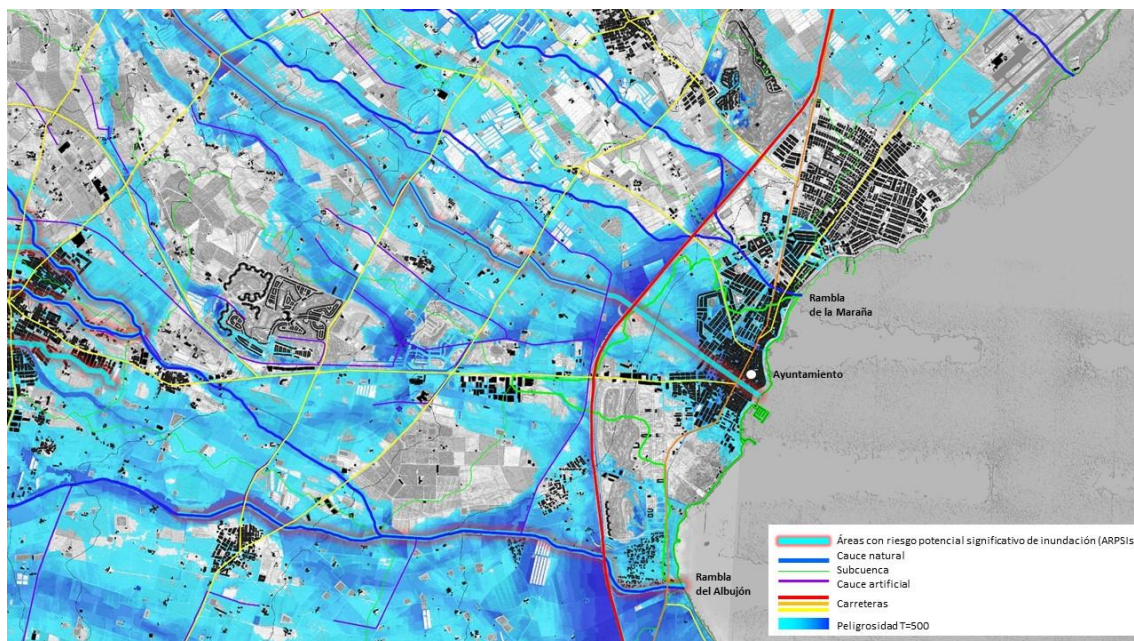 Rambla
de la Maraña
Ayuntamiento
Rambla
del Albujón
Áreas con riesgo potencial significativo de inundación (ARPSIs
Cauce natural
Subcuenca
Cauce artificial
Carreteras
Peligrosidad T=500